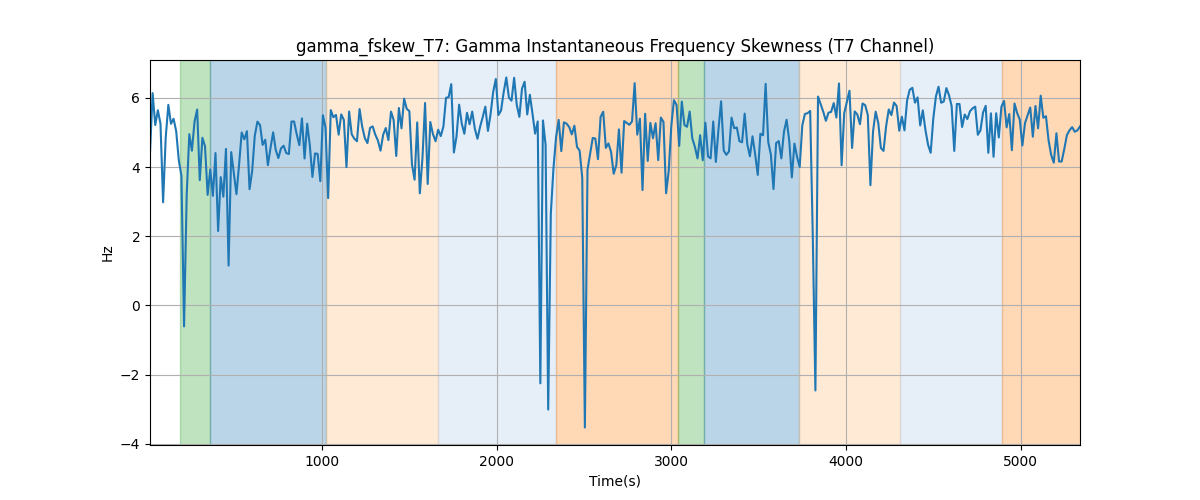 gamma_fskew_T7: Gamma Instantaneous Frequency Skewness (T7 Channel)
Hz
6
4
2
0
−2
−4
1000 2000 3000 4000 5000
Time(s)